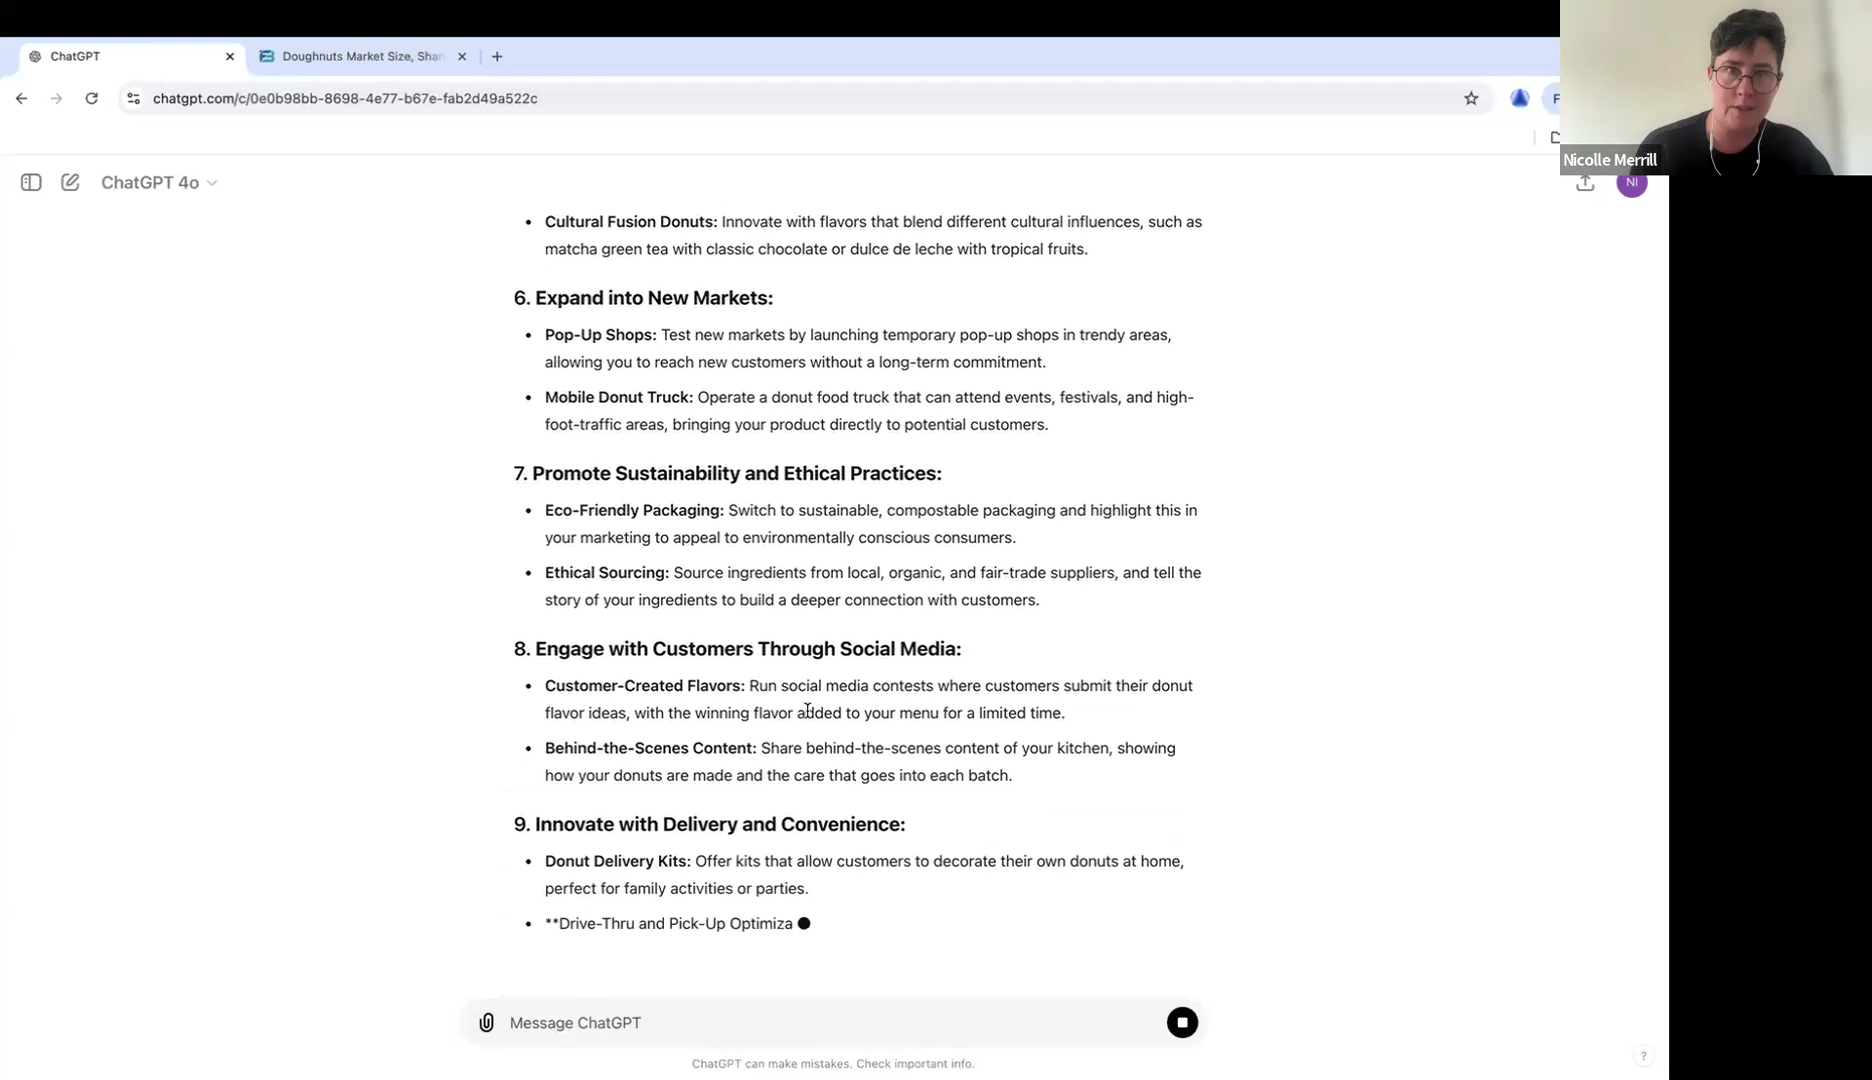 ChatGPT
Doughnuts Market Size, Shar
chatgpt.com/c/0e0b98bb-8698-4e77-b67e-fab2d49a522c
F
Nicolle Merrill
ChatGPT 4o
NI
• Cultural Fusion Donuts: Innovate with flavors that blend different cultural influences, such as
matcha green tea with classic chocolate or dulce de leche with tropical fruits.
6. Expand into New Markets:
• Pop-Up Shops: Test new markets by launching temporary pop-up shops in trendy areas,
allowing you to reach new customers without a long-term commitment.
• Mobile Donut Truck: Operate a donut food truck that can attend events, festivals, and high-
foot-traffic areas, bringing your product directly to potential customers.
7. Promote Sustainability and Ethical Practices:
• Eco-Friendly Packaging: Switch to sustainable, compostable packaging and highlight this in
your marketing to appeal to environmentally conscious consumers.
• Ethical Sourcing: Source ingredients from local, organic, and fair-trade suppliers, and tell the
story of your ingredients to build a deeper connection with customers.
8. Engage with Customers Through Social Media:
• Customer-Created Flavors: Run social media contests where customers submit their donut
flavor ideas, with the winning flavor added to your menu for a limited time.
• Behind-the-Scenes Content: Share behind-the-scenes content of your kitchen, showing
how your donuts are made and the care that goes into each batch.
9. Innovate with Delivery and Convenience:
• Donut Delivery Kits: Offer kits that allow customers to decorate their own donuts at home,
perfect for family activities or parties.
• **Drive-Thru and Pick-Up Optimiza
Message ChatGPT
ChatGPT can make mistakes. Check important info.
?